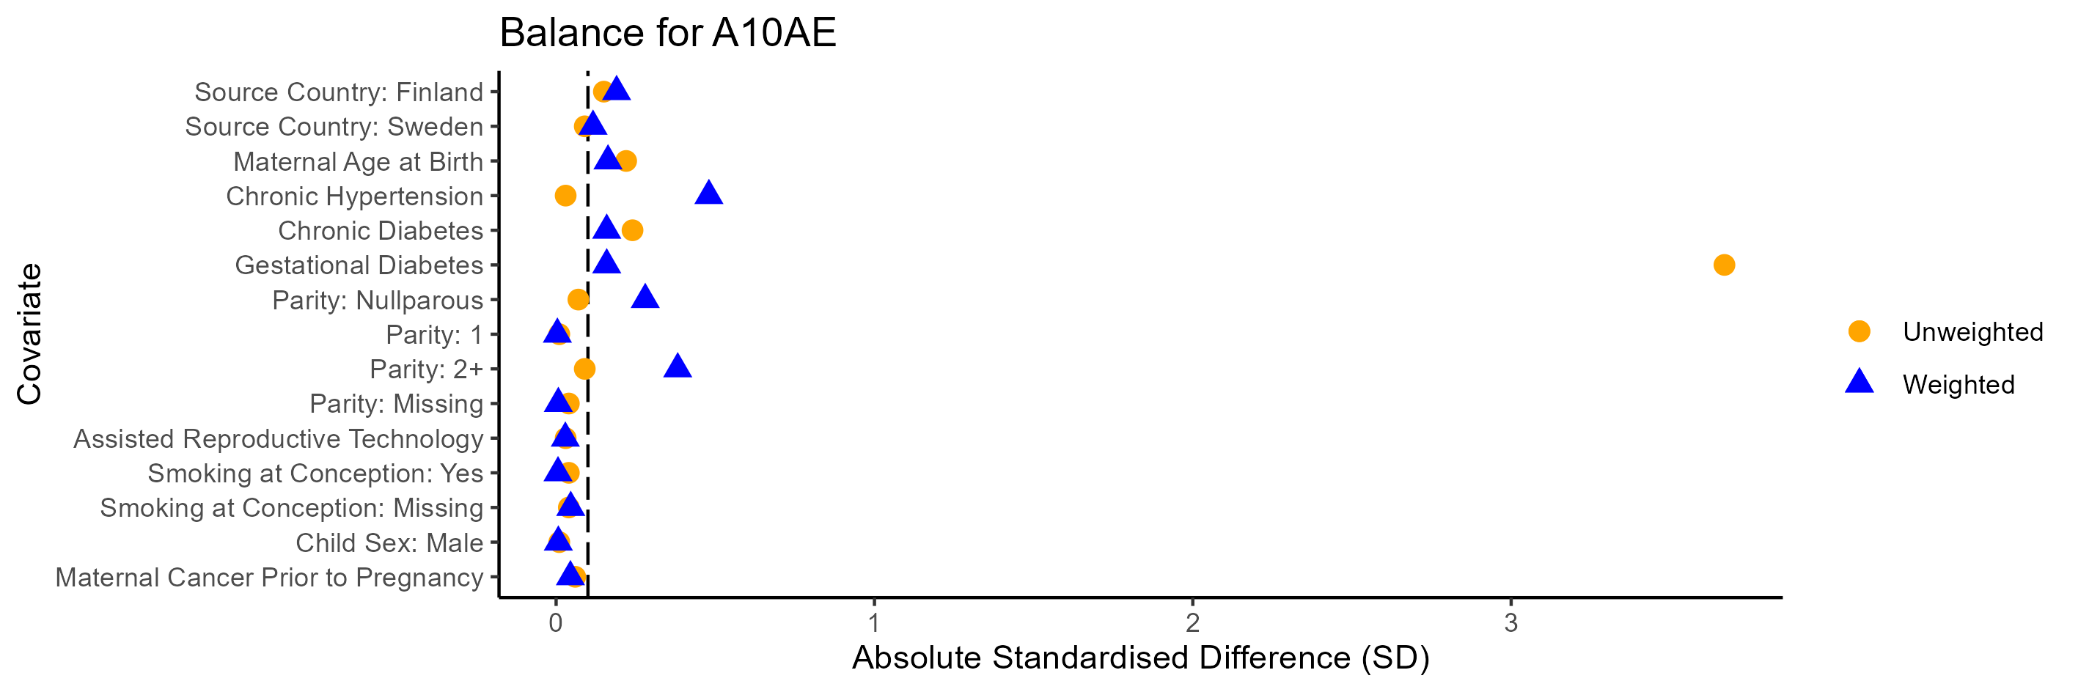 Balance for A10AE
Covariate
Source Country: Finland
Source Country: Sweden
Maternal Age at Birth
Chronic Hypertension
Chronic Diabetes
Gestational Diabetes
Parity: Nullparous
Parity: 1
Parity: 2+
Parity: Missing
Assisted Reproductive Technology
Smoking at Conception: Yes
Smoking at Conception: Missing
Child Sex: Male
Maternal Cancer Prior to Pregnancy
0 1 2 3
Absolute Standardised Difference (SD)
Unweighted
Weighted